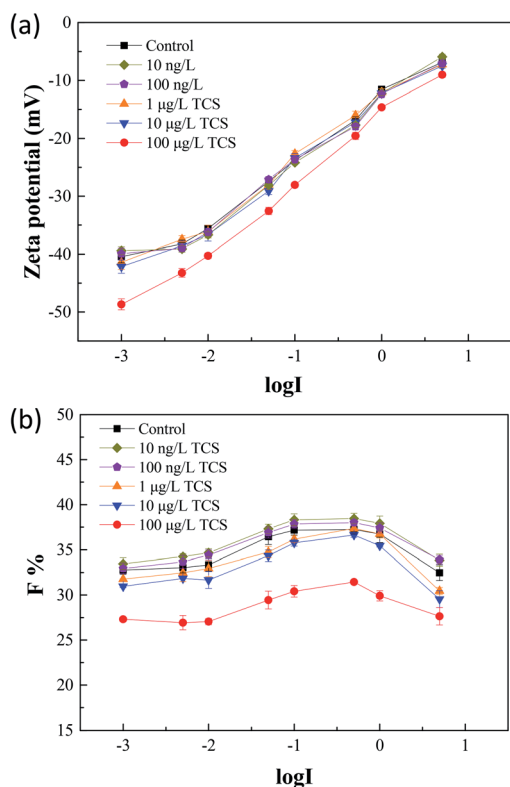 (a)
Control
10 ng/L
100 ng/L
1 μg/L TCS
10 μg/L TCS
100 μg/L TCS
Zeta potential (mV)
0
-10
-20
-30
-40
-50
-3 -2 -1 0 1
logI
(b)
Control
10 ng/L TCS
100 ng/L TCS
1 μg/L TCS
10 μg/L TCS
100 μg/L TCS
F %
50
45
40
35
30
25
20
15
-3 -2 -1 0 1
logI